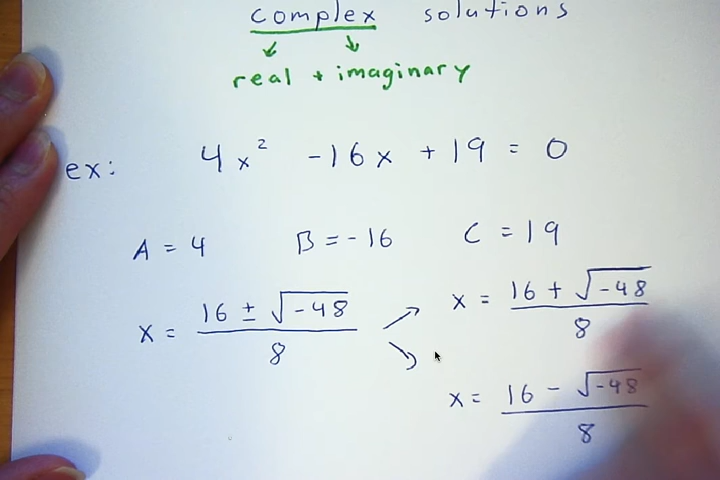 complex solutions
real + imaginary
ex: 4x² -16x + 19 = 0
A = 4 B = -16 C = 19
x = (16 ± √-48) / 8
x = (16 + √-48) / 8
x = (16 - √-48) / 8